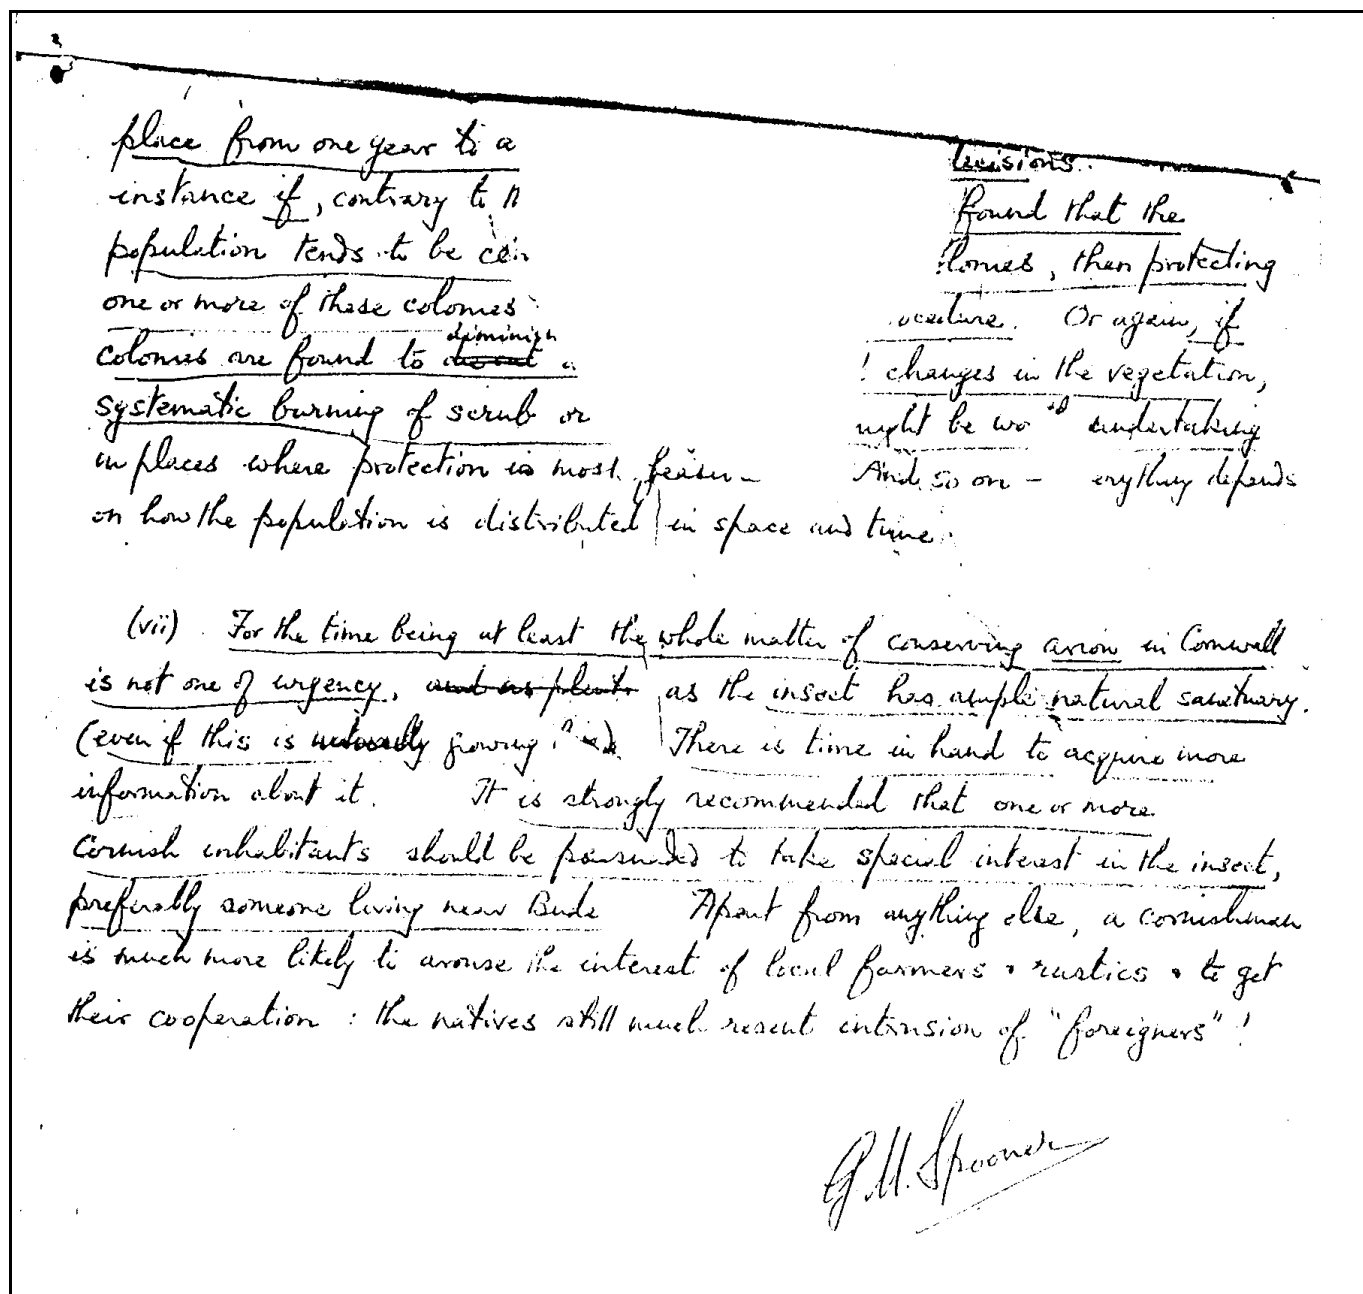 place from one year to a decisions.
instance if, contrary to found that the
population tends to be lonies, then protecting
one or more of these colonies ocedure. Or again, if
diminish
colonies are found to changes in the vegetation,
systematic burning of scrub or might be wo undertaking
in places where protection is most And so on – erything depends
on how the population is distributed in space and time.
(vii) For the time being at least the whole matter of conserving arion in Cornwall
is not one of urgency, as the insect has ample natural sanctuary.
(even if this is growing There is time in hand to acquire more
information about it. It is strongly recommended that one or more
Cornish inhabitants should be persuaded to take special interest in the insect,
preferably someone living near Bude Apart from anything else, a cornishman
is much more likely to arouse the interest of local farmers + rustics + to get
their cooperation : the natives still much resent intrusion of "foreigners" !
G.M. Spooner